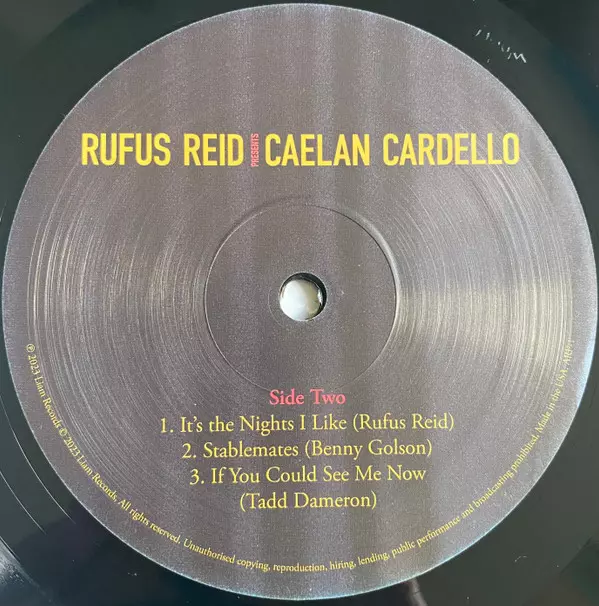 RUFUS REID PRESENTS CAELAN CARDELLO
Side Two
1. It's the Nights I Like (Rufus Reid)
2. Stablemates (Benny Golson)
3. If You Could See Me Now
(Tadd Dameron)
℗ 2023 Liam Records © 2023 Liam Records. All rights reserved. Unauthorised copying, reproduction, hiring, lending, public performance and broadcasting prohibited. Made in the U.S.A.